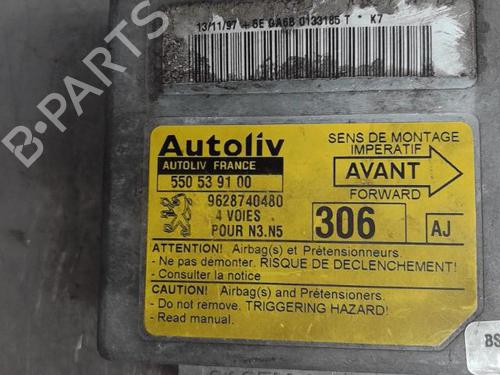 13/11/97 + 6E GA68 0133185 T * K7
Autoliv
AUTOLIV FRANCE
550 53 91 00
9628740480
4 VOIES
POUR N3.N5
SENS DE MONTAGE
IMPERATIF
AVANT
FORWARD
306
AJ
ATTENTION! Airbag(s) et Prétensionneurs.
- Ne pas démonter. RISQUE DE DECLENCHEMENT!
- Consulter la notice
CAUTION! Airbag(s) and Pretensioners.
- Do not remove. TRIGGERING HAZARD!
- Read manual.
BS
B-PARTS